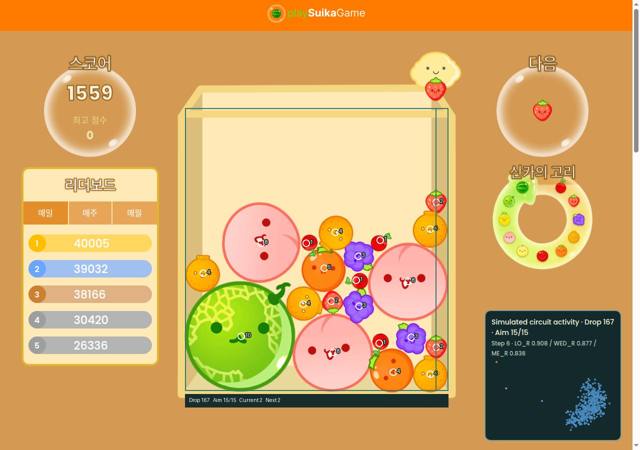 playSuikaGame
스코어
1559
최고 점수
0
리더보드
매일 매주 매월
1 40005
2 39032
3 38166
4 30420
5 26336
다음
산카의 고리
Simulated circuit activity · Drop 167
· Aim 15/15
Step 6 · LO_R 0.908 / WED_R 0.877 /
ME_R 0.836
Drop 167 Aim 15/15 Current 2 Next 2